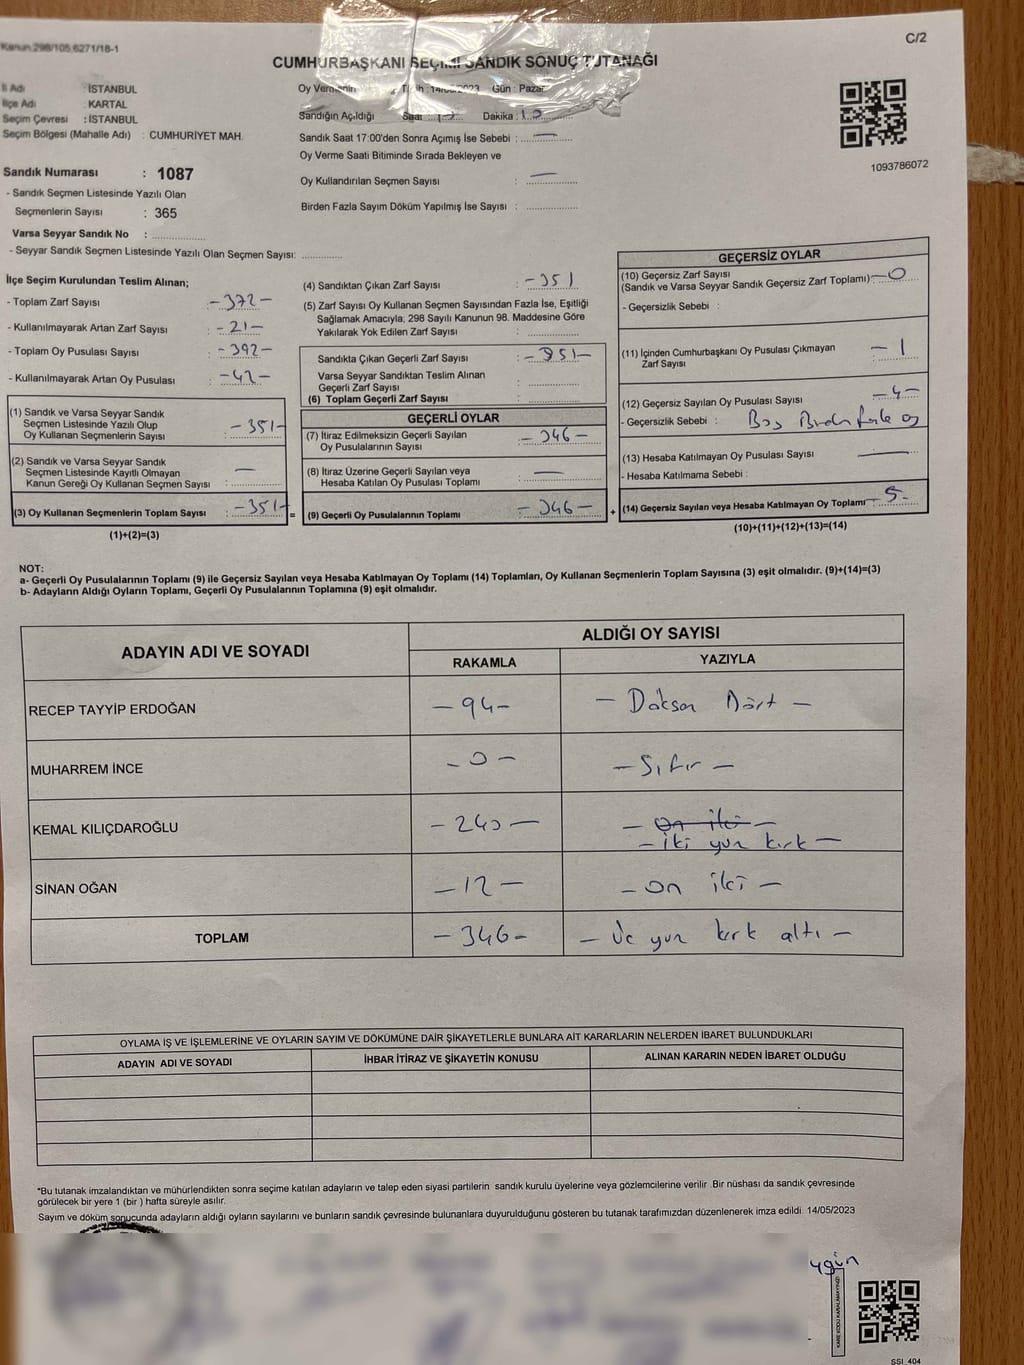 Kanun 298/105,6271/18-1
C/2
CUMHURBAŞKANI SEÇİMİ SANDIK SONUÇ TUTANAĞI
İl Adı : İSTANBUL
İlçe Adı : KARTAL
Seçim Çevresi : İSTANBUL
Seçim Bölgesi (Mahalle Adı) : CUMHURİYET MAH.
Gün : Pazar
Sandığın Açıldığı Saat : Dakika : 10
Sandık Saat 17:00'den Sonra Açımış İse Sebebi : —
Oy Verme Saati Bitiminde Sırada Bekleyen ve
Oy Kullandırılan Seçmen Sayısı : —
Birden Fazla Sayım Döküm Yapılmış İse Sayısı :
1093786072
Sandık Numarası : 1087
- Sandık Seçmen Listesinde Yazılı Olan
Seçmenlerin Sayısı : 365
Varsa Seyyar Sandık No :
- Seyyar Sandık Seçmen Listesinde Yazılı Olan Seçmen Sayısı:
İlçe Seçim Kurulundan Teslim Alınan;
- Toplam Zarf Sayısı : -372-
- Kullanılmayarak Artan Zarf Sayısı : -21-
- Toplam Oy Pusulası Sayısı : -392-
- Kullanılmayarak Artan Oy Pusulası : -42-
(1) Sandık ve Varsa Seyyar Sandık
Seçmen Listesinde Yazılı Olup
Oy Kullanan Seçmenlerin Sayısı : -351-
(2) Sandık ve Varsa Seyyar Sandık
Seçmen Listesinde Kayıtlı Olmayan
Kanun Gereği Oy Kullanan Seçmen Sayısı : —
(3) Oy Kullanan Seçmenlerin Toplam Sayısı : -351- =
(1)+(2)=(3)
(4) Sandıktan Çıkan Zarf Sayısı : -351
(5) Zarf Sayısı Oy Kullanan Seçmen Sayısından Fazla İse, Eşitliği
Sağlamak Amacıyla; 298 Sayılı Kanunun 98. Maddesine Göre
Yakılarak Yok Edilen Zarf Sayısı :
Sandıkta Çıkan Geçerli Zarf Sayısı : -351-
Varsa Seyyar Sandıktan Teslim Alınan
Geçerli Zarf Sayısı :
(6) Toplam Geçerli Zarf Sayısı :
GEÇERLİ OYLAR
(7) İtiraz Edilmeksizin Geçerli Sayılan
Oy Pusulalarının Sayısı : -346-
(8) İtiraz Üzerine Geçerli Sayılan veya
Hesaba Katılan Oy Pusulası Toplamı : —
(9) Geçerli Oy Pusulalarının Toplamı : -346- +
GEÇERSİZ OYLAR
(10) Geçersiz Zarf Sayısı
(Sandık ve Varsa Seyyar Sandık Geçersiz Zarf Toplamı) : -0
- Geçersizlik Sebebi :
(11) İçinden Cumhurbaşkanı Oy Pusulası Çıkmayan
Zarf Sayısı : -1
(12) Geçersiz Sayılan Oy Pusulası Sayısı : -4-
- Geçersizlik Sebebi : Boş Birden fazla oy
(13) Hesaba Katılmayan Oy Pusulası Sayısı : —
- Hesaba Katılmama Sebebi :
(14) Geçersiz Sayılan veya Hesaba Katılmayan Oy Toplamı : -5-
(10)+(11)+(12)+(13)=(14)
NOT:
a- Geçerli Oy Pusulalarının Toplamı (9) ile Geçersiz Sayılan veya Hesaba Katılmayan Oy Toplamı (14) Toplamları, Oy Kullanan Seçmenlerin Toplam Sayısına (3) eşit olmalıdır. (9)+(14)=(3)
b- Adayların Aldığı Oyların Toplamı, Geçerli Oy Pusulalarının Toplamına (9) eşit olmalıdır.
ADAYIN ADI VE SOYADI
ALDIĞI OY SAYISI
RAKAMLA YAZIYLA
RECEP TAYYİP ERDOĞAN -94- - Doksan Dört -
MUHARREM İNCE -0- - Sıfır -
KEMAL KILIÇDAROĞLU -240- - On iki -
- iki yuz kırk -
SİNAN OĞAN -12- - on iki -
TOPLAM -346- - Üc yuz kırk altı -
OYLAMA İŞ VE İŞLEMLERİNE VE OYLARIN SAYIM VE DÖKÜMÜNE DAİR ŞİKAYETLERLE BUNLARA AİT KARARLARIN NELERDEN İBARET BULUNDUKLARI
ADAYIN ADI VE SOYADI İHBAR İTİRAZ VE ŞİKAYETİN KONUSU ALINAN KARARIN NEDEN İBARET OLDUĞU
*Bu tutanak imzalandıktan ve mühürlendikten sonra seçime katılan adayların ve talep eden siyasi partilerin sandık kurulu üyelerine veya gözlemcilerine verilir .Bir nüshası da sandık çevresinde
görülecek bir yere 1 (bir ) hafta süreyle asılır.
Sayım ve döküm sonucunda adayların aldığı oyların sayılarını ve bunların sandık çevresinde bulunanlara duyurulduğunu gösteren bu tutanak tarafımızdan düzenlenerek imza edildi. 14/05/2023
ygün
SSI_404